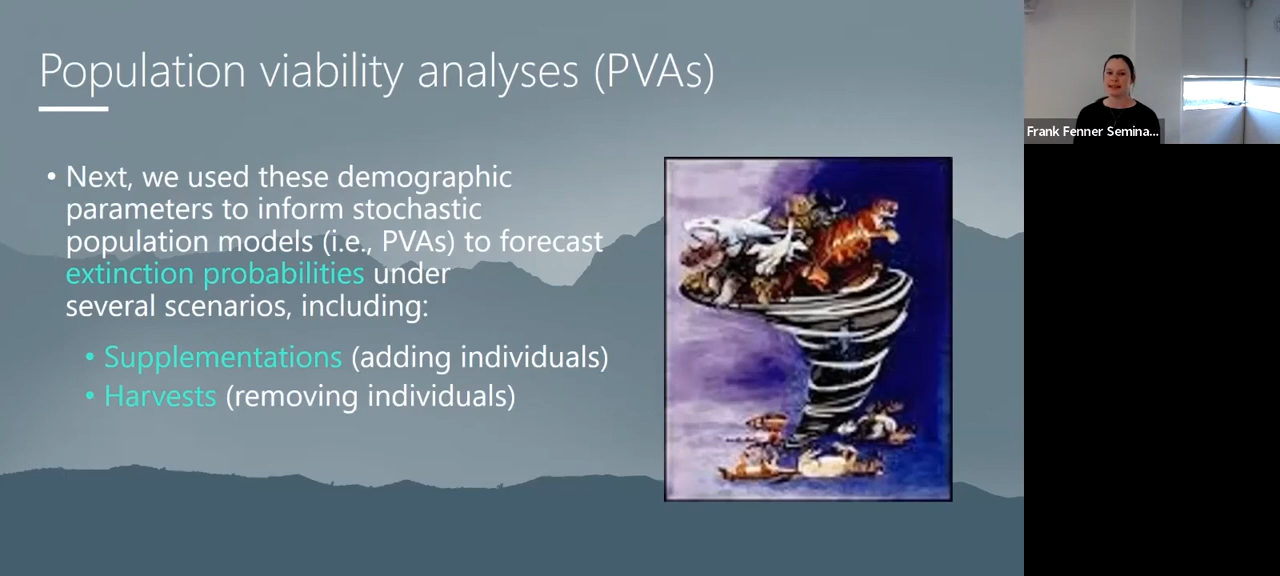 Population viability analyses (PVAs)
• Next, we used these demographic
parameters to inform stochastic
population models (i.e., PVAs) to forecast
extinction probabilities under
several scenarios, including:
• Supplementations (adding individuals)
• Harvests (removing individuals)
Frank Fenner Semina...